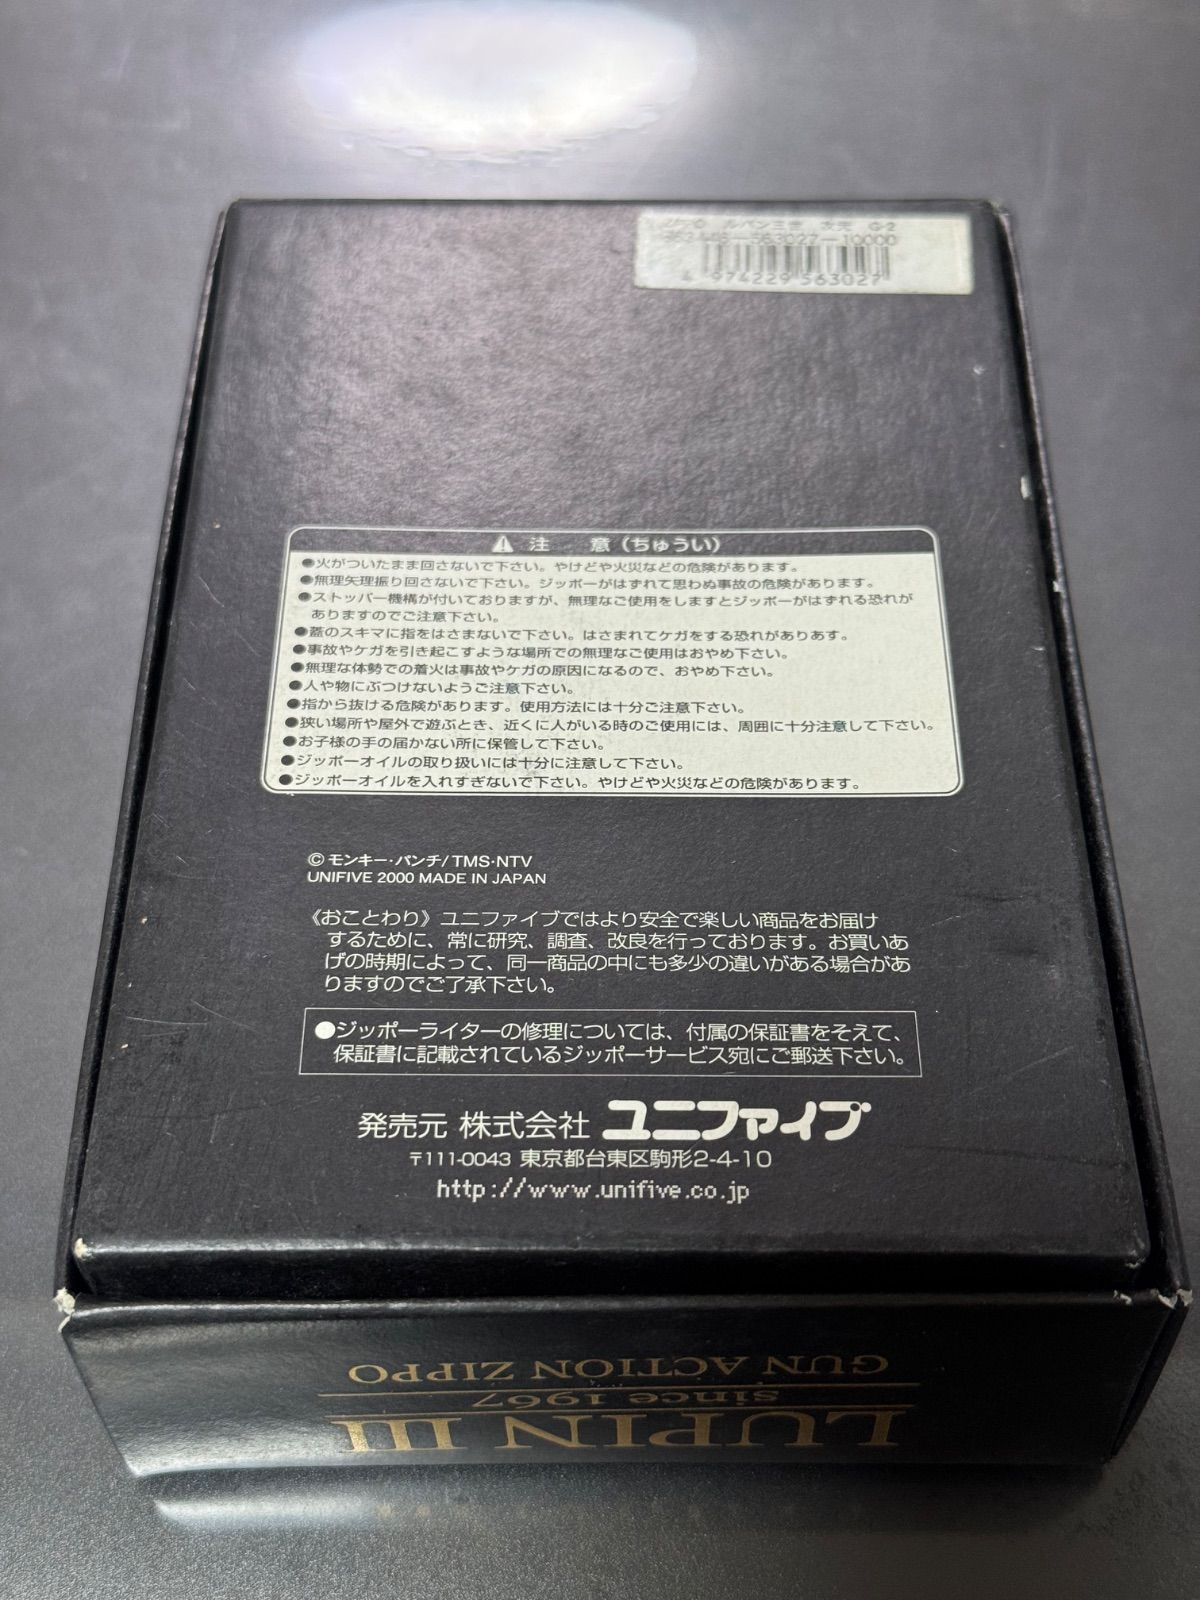 ルパン三世 次元 G-2
563027-10000
4 974229 563027
注 意（ちゅうい）
●火がついたまま回さないで下さい。やけどや火災などの危険があります。
●無理矢理振り回さないで下さい。ジッポーがはずれて思わぬ事故の危険があります。
●ストッパー機構が付いておりますが、無理なご使用をしますとジッポーがはずれる恐れが
ありますのでご注意下さい。
●蓋のスキマに指をはさまないで下さい。はさまれてケガをする恐れがありあす。
●事故やケガを引き起こすような場所での無理なご使用はおやめ下さい。
●無理な体勢での着火は事故やケガの原因になるので、おやめ下さい。
●人や物にぶつけないようご注意下さい。
●指から抜ける危険があります。使用方法には十分ご注意下さい。
●狭い場所や屋外で遊ぶとき、近くに人がいる時のご使用には、周囲に十分注意して下さい。
●お子様の手の届かない所に保管して下さい。
●ジッポーオイルの取り扱いには十分に注意して下さい。
●ジッポーオイルを入れすぎないで下さい。やけどや火災などの危険があります。
© モンキー・パンチ/TMS・NTV
UNIFIVE 2000 MADE IN JAPAN
《おことわり》ユニファイブではより安全で楽しい商品をお届け
するために、常に研究、調査、改良を行っております。お買いあ
げの時期によって、同一商品の中にも多少の違いがある場合があ
りますのでご了承下さい。
●ジッポーライターの修理については、付属の保証書をそえて、
保証書に記載されているジッポーサービス宛にご郵送下さい。
発売元 株式会社 ユニファイブ
〒111-0043 東京都台東区駒形2-4-10
http://www.unifive.co.jp
LUPIN III
since 1967
GUN ACTION ZIPPO